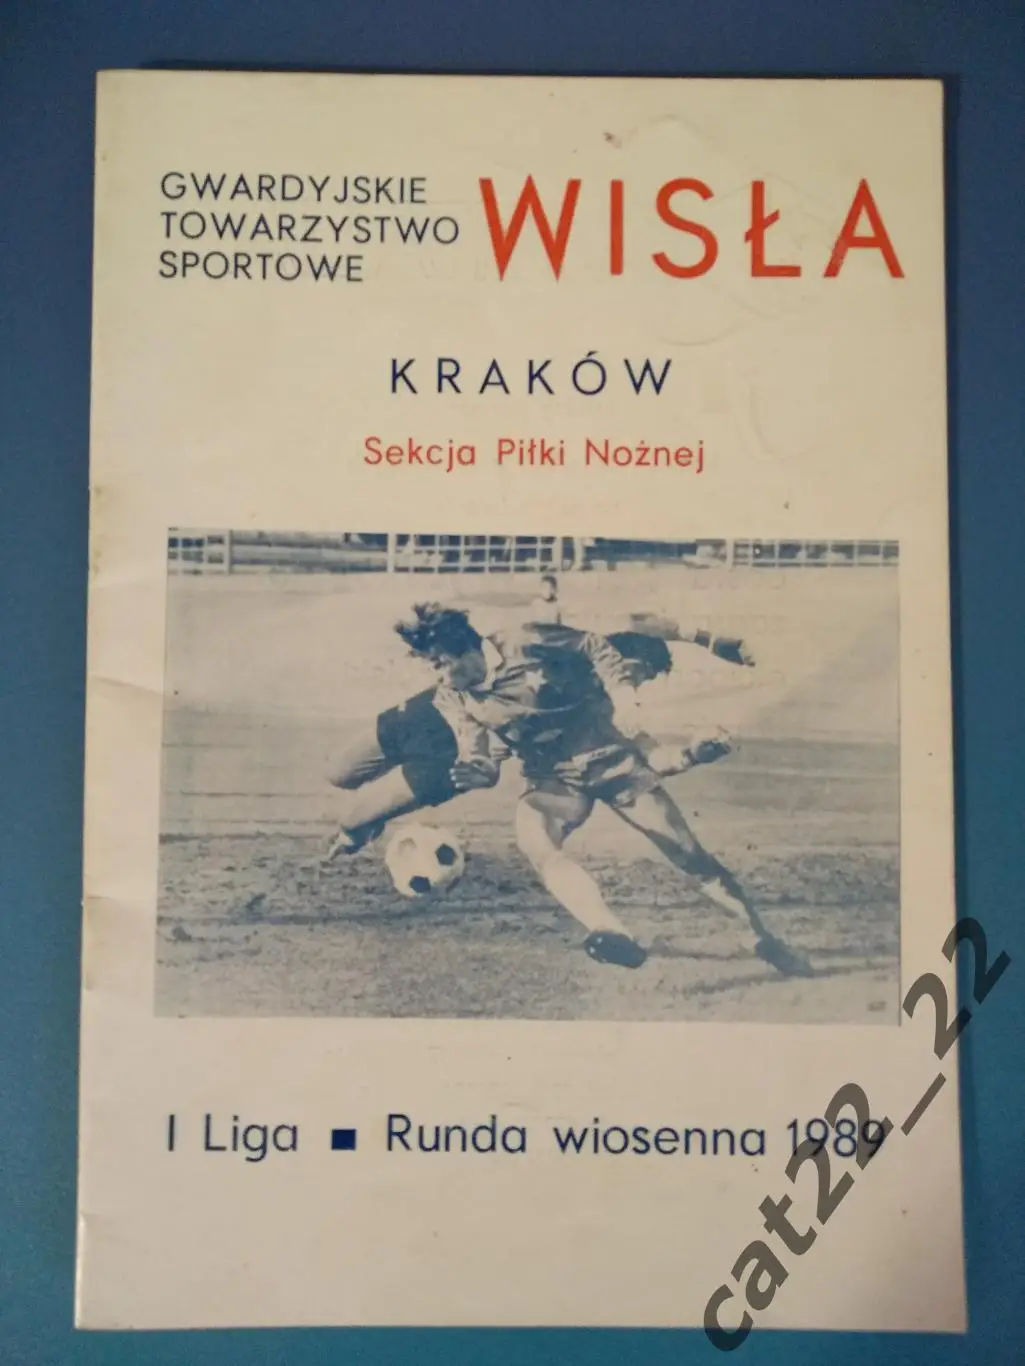 GWARDYJSKIE
TOWARZYSTWO
SPORTOWE
WISŁA
KRAKÓW
Sekcja Piłki Nożnej
I Liga ■ Runda wiosenna 1989
cat22_22